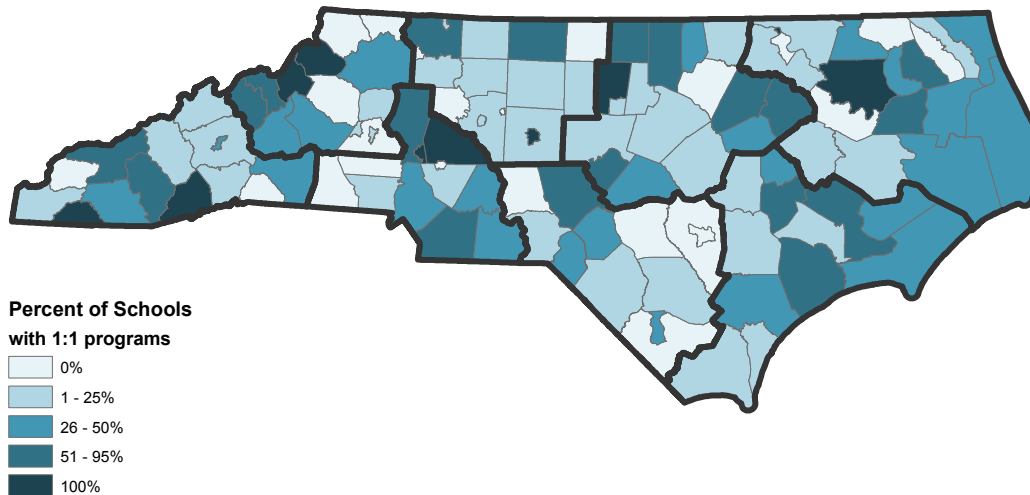 Percent of Schools
with 1:1 programs
0%
1 - 25%
26 - 50%
51 - 95%
100%